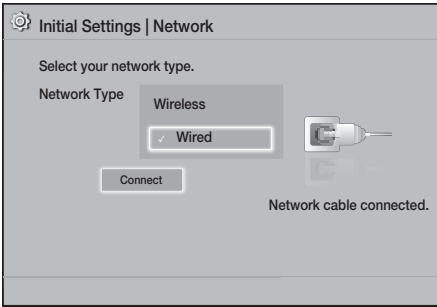 Initial Settings | Network
Select your network type.
Network Type
Wireless
✓ Wired
Connect
Network cable connected.